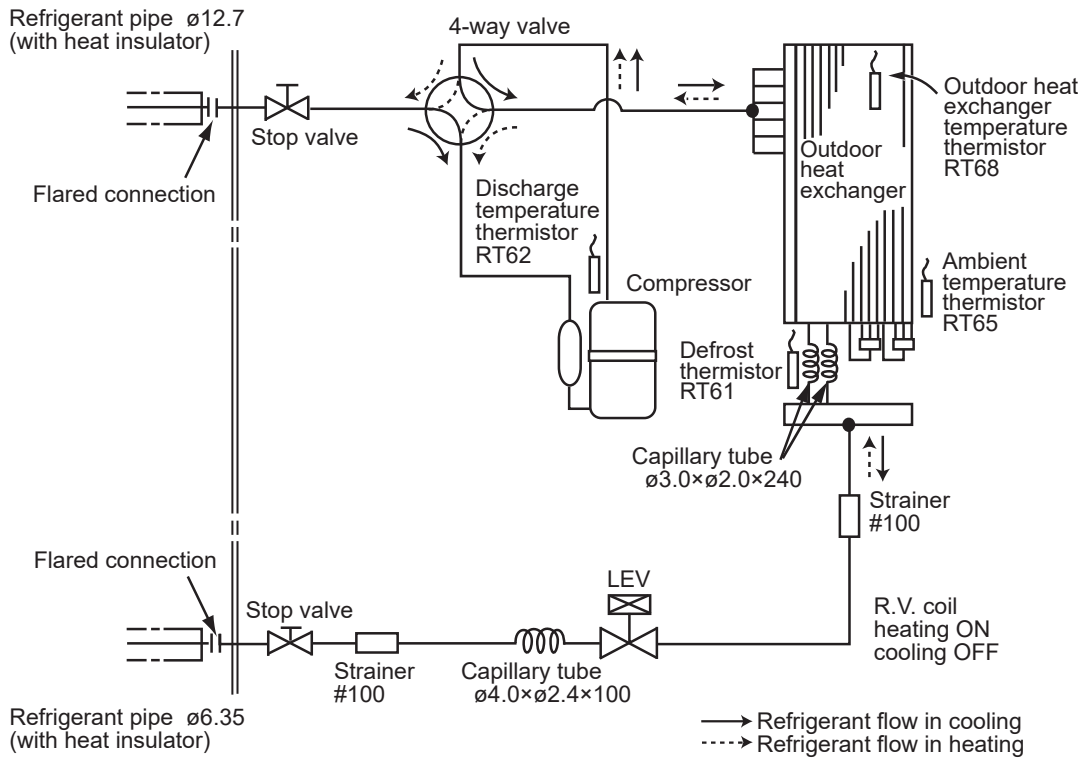 Refrigerant pipe ø12.7
(with heat insulator)
4-way valve
Stop valve
Flared connection
Outdoor heat
exchanger
temperature
thermistor
RT68
Outdoor
heat
exchanger
Discharge
temperature
thermistor
RT62
Compressor
Ambient
temperature
thermistor
RT65
Defrost
thermistor
RT61
Capillary tube
ø3.0×ø2.0×240
Strainer
#100
Flared connection
Stop valve
LEV
R.V. coil
heating ON
cooling OFF
Strainer
#100
Capillary tube
ø4.0×ø2.4×100
Refrigerant pipe ø6.35
(with heat insulator)
Refrigerant flow in cooling
Refrigerant flow in heating